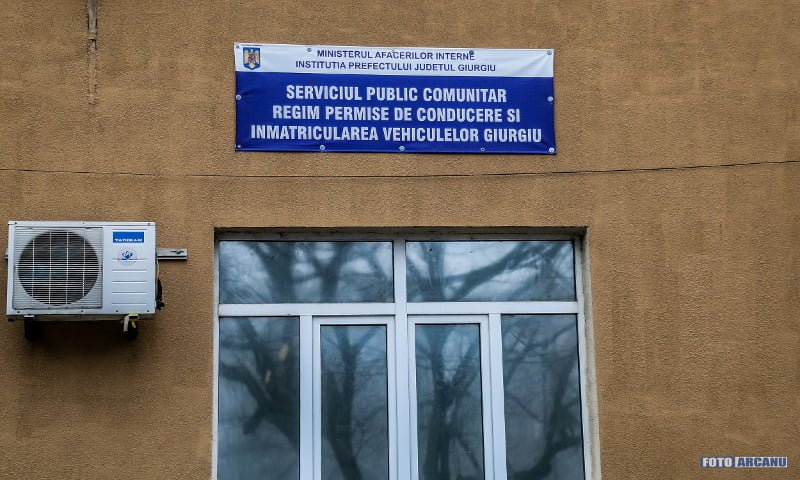 MINISTERUL AFACERILOR INTERNE
INSTITUTIA PREFECTULUI JUDETUL GIURGIU
SERVICIUL PUBLIC COMUNITAR
REGIM PERMISE DE CONDUCERE SI
INMATRICULAREA VEHICULELOR GIURGIU
FOTO ARCANU